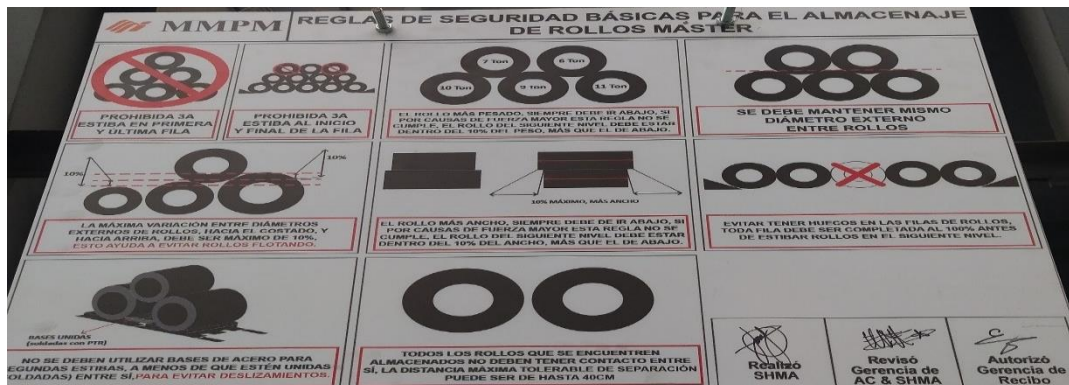 MMPM
REGLAS DE SEGURIDAD BÁSICAS PARA EL ALMACENAJE
DE ROLLOS MASTER
PROHIBIDA 3A
ESTIBA EN PRIMERA
Y ÚLTIMA FILA
PROHIBIDA 3A
ESTIBA AL INICIO
Y FINAL DE LA FILA
7 Ton
6 Ton
10 Ton
9 Ton
11 Ton
EL ROLLO MÁS PESADO, SIEMPRE DEBE IR ABAJO, SI
POR CAUSAS DE FUERZA MAYOR ESTA REGLA NO SE
CUMPLE, EL ROLLO DEL SIGUIENTE NIVEL DEBE ESTAR
DENTRO DEL 10% DEL PESO, MÁS QUE EL DE ABAJO.
SE DEBE MANTENER MISMO
DIÁMETRO EXTERNO
ENTRE ROLLOS
10%
10%
LA MÁXIMA VARIACIÓN ENTRE DIÁMETROS
EXTERNOS DE ROLLOS, HACIA EL COSTADO, Y
HACIA ARRIBA, DEBE SER MÁXIMO DE 10%,
ESTO AYUDA A EVITAR ROLLOS FLOTANDO.
10% MÁXIMO, MÁS ANCHO
EL ROLLO MÁS ANCHO, SIEMPRE DEBE DE IR ABAJO, SI
POR CAUSAS DE FUERZA MAYOR ESTA REGLA NO SE
CUMPLE, EL ROLLO DEL SIGUIENTE NIVEL DEBE ESTAR
DENTRO DEL 10% DEL ANCHO, MÁS QUE EL DE ABAJO.
EVITAR TENER HUECOS EN LAS FILAS DE ROLLOS,
TODA FILA DEBE SER COMPLETADA AL 100% ANTES
DE ESTIBAR ROLLOS EN EL SIGUIENTE NIVEL.
BASES UNIDAS
(soldadas con PTR)
NO SE DEBEN UTILIZAR BASES DE ACERO PARA
SEGUNDAS ESTIBAS, A MENOS DE QUE ESTÉN UNIDAS
(SOLDADAS) ENTRE SÍ, PARA EVITAR DESLIZAMIENTOS.
TODOS LOS ROLLOS QUE SE ENCUENTREN
ALMACENADOS NO DEBEN TENER CONTACTO ENTRE
SÍ, LA DISTANCIA MÁXIMA TOLERABLE DE SEPARACIÓN
PUEDE SER DE HASTA 40CM
Realizó
SHMA
Revisó
Gerencia de
AC & SHMA
Autorizó
Gerencia de
Recibo